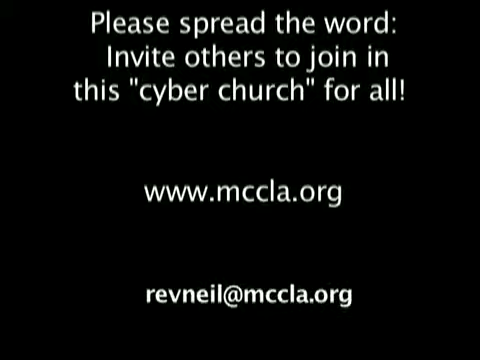 Please spread the word:
Invite others to join in
this "cyber church" for all!
www.mccla.org
revneil@mccla.org